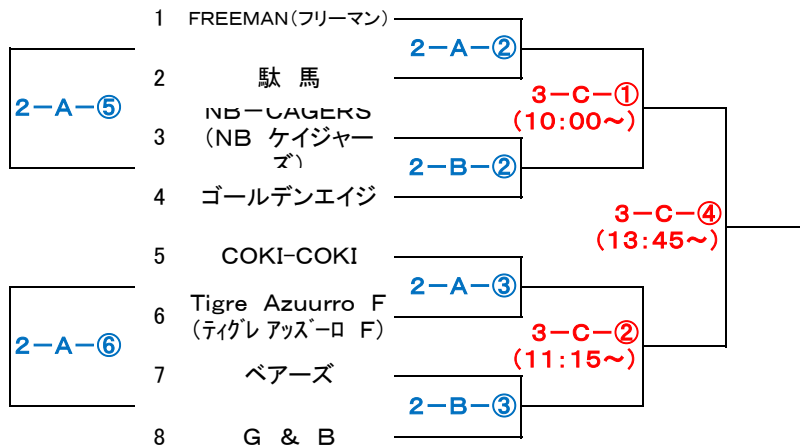 1 FREEMAN(フリーマン)
2-A-②
2 駄 馬
3-C-①
(10:00~)
2-A-⑤
NB-CAGERS
3 (NB ケイジャー
ズ)
2-B-②
4 ゴールデンエイジ
3-C-④
(13:45~)
5 COKI-COKI
2-A-③
6 Tigre Azuurro F
(ティグレ アッズーロ F)
3-C-②
(11:15~)
2-A-⑥
7 ベアーズ
2-B-③
8 G & B